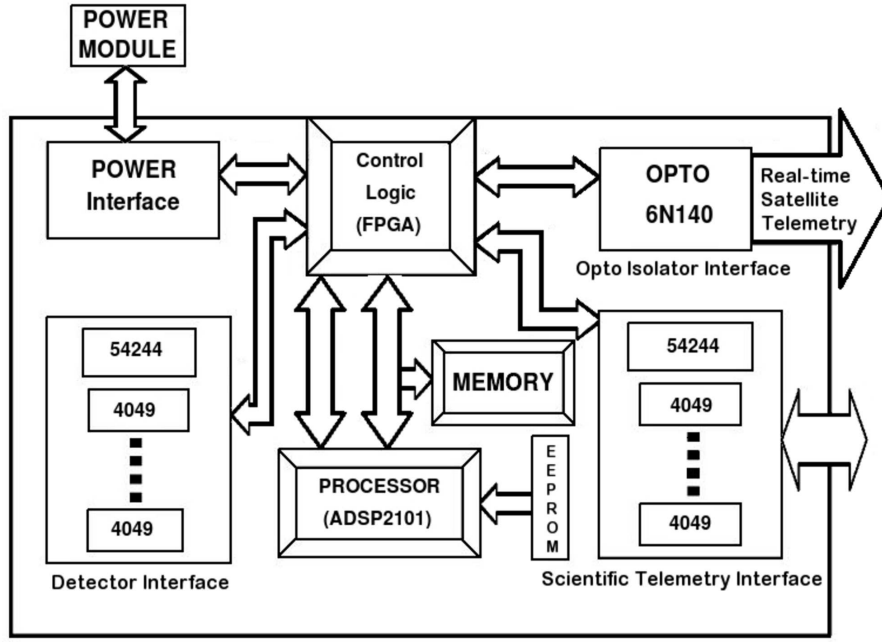 POWER
MODULE
POWER
Interface
Control
Logic
(FPGA)
OPTO
6N140
Real-time
Satellite
Telemetry
Opto Isolator Interface
54244
4049
4049
Detector Interface
MEMORY
PROCESSOR
(ADSP2101)
EEPROM
54244
4049
4049
Scientific Telemetry Interface